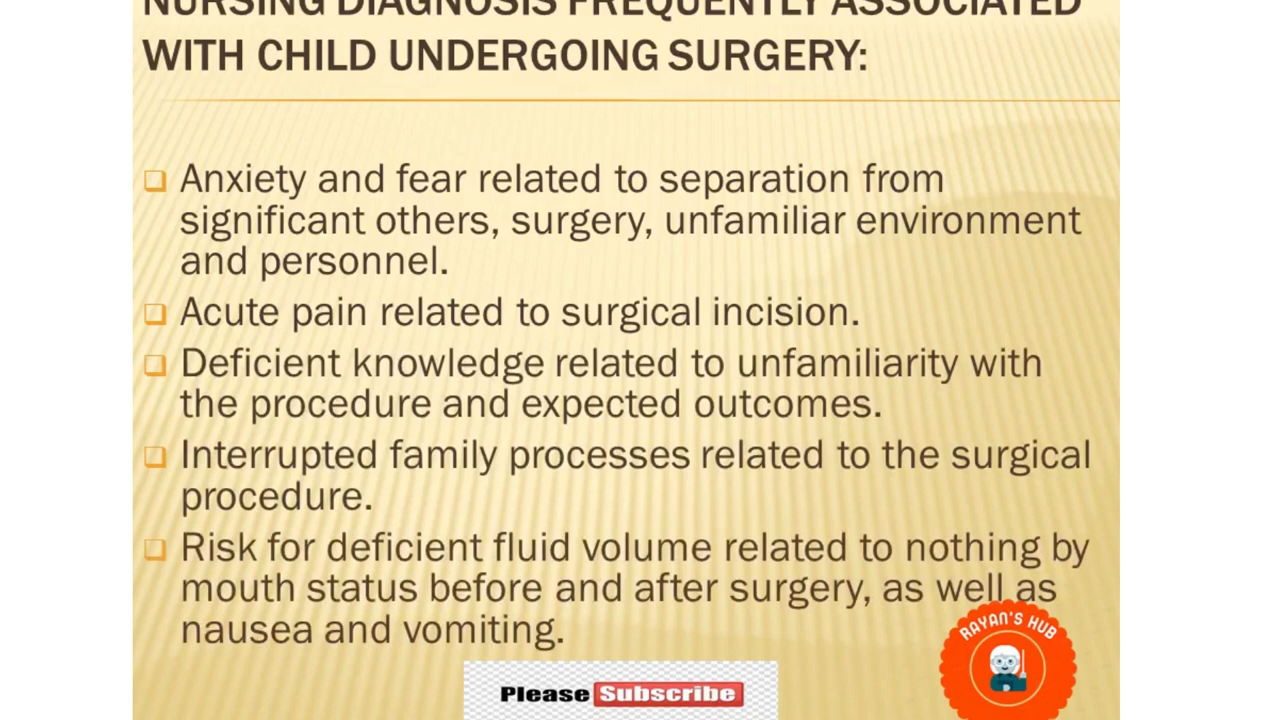 NURSING DIAGNOSIS FREQUENTLY ASSOCIATED
WITH CHILD UNDERGOING SURGERY:
Anxiety and fear related to separation from
significant others, surgery, unfamiliar environment
and personnel.
Acute pain related to surgical incision.
Deficient knowledge related to unfamiliarity with
the procedure and expected outcomes.
Interrupted family processes related to the surgical
procedure.
Risk for deficient fluid volume related to nothing by
mouth status before and after surgery, as well as
nausea and vomiting.
RAYAN'S HUB
Please Subscribe